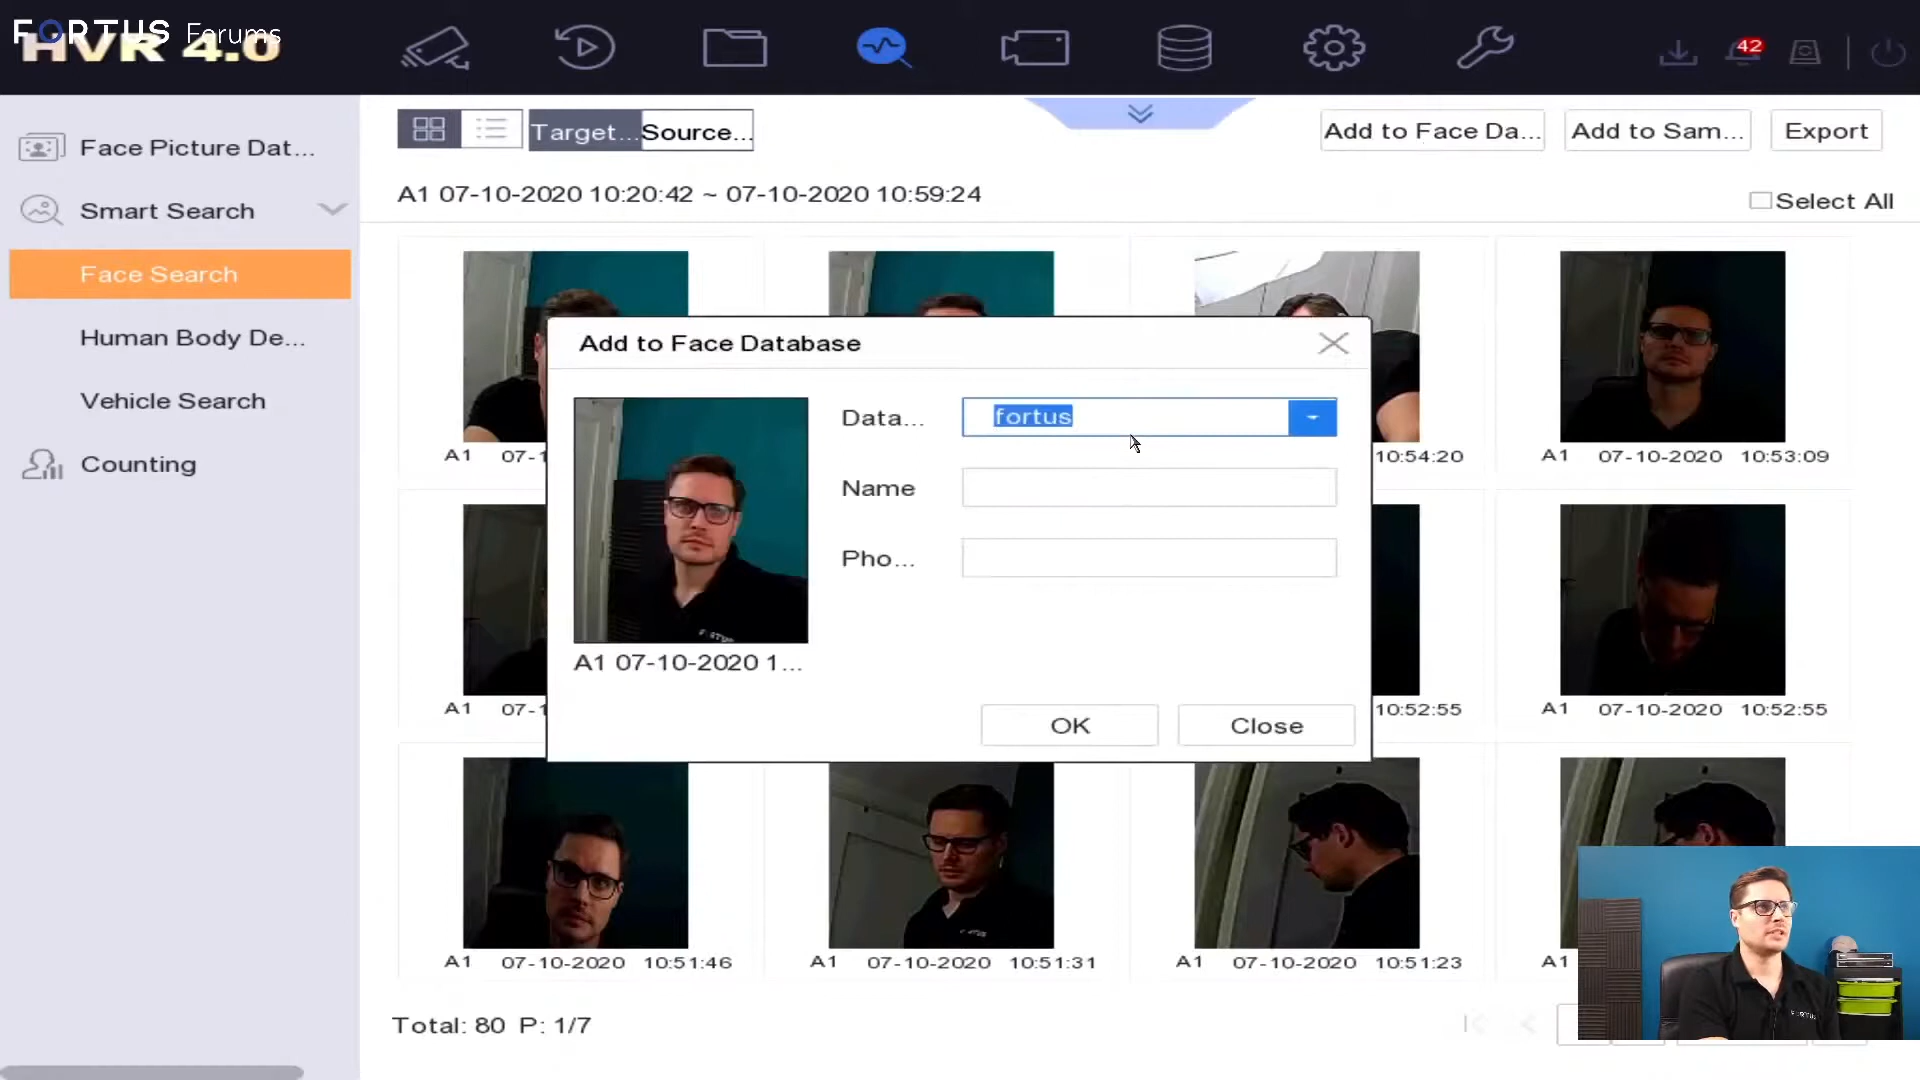 FORTUS Forums
HVR 4.0
42
Face Picture Dat...
Smart Search
Face Search
Human Body De...
Vehicle Search
Counting
Target...
Source...
Add to Face Da...
Add to Sam...
Export
A1 07-10-2020 10:20:42 ~ 07-10-2020 10:59:24
Select All
Add to Face Database
Data...
fortus
Name
Pho...
FORTUS
A1 07-10-2020 1...
OK
Close
A1 07-1
10:54:20
A1 07-10-2020 10:53:09
A1 07-1
10:52:55
A1 07-10-2020 10:52:55
A1 07-10-2020 10:51:46
A1 07-10-2020 10:51:31
A1 07-10-2020 10:51:23
A1
FORTUS
Total: 80 P: 1/7